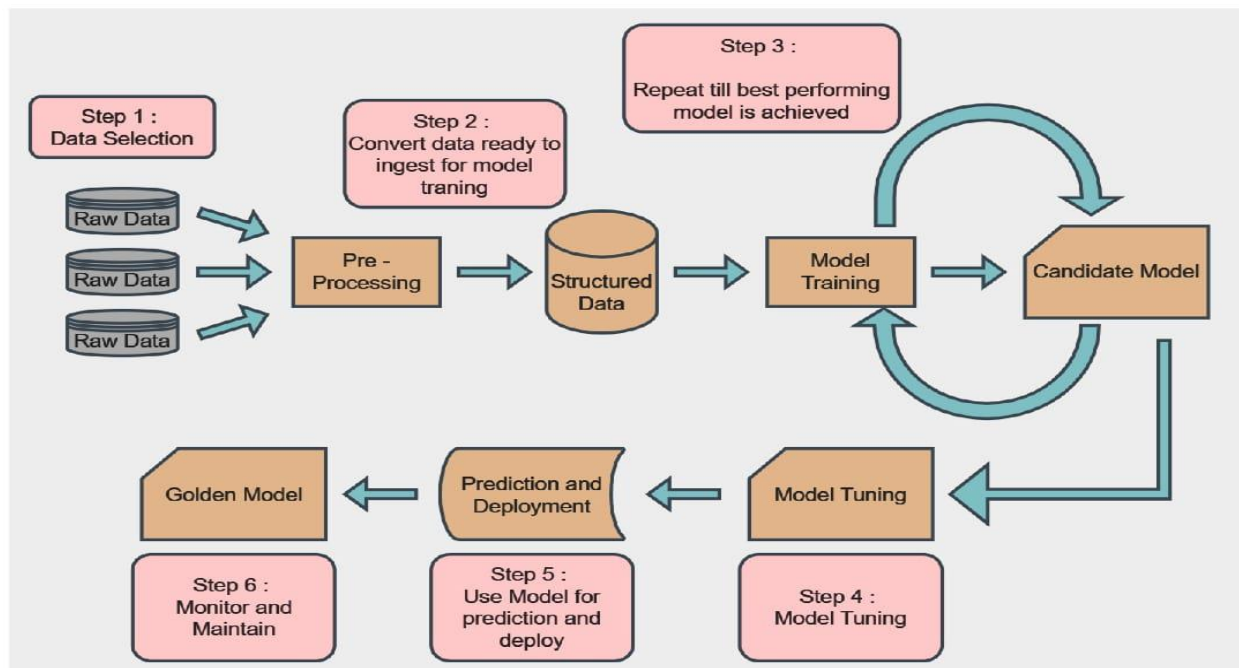 Step 1 :
Data Selection
Step 2 :
Convert data ready to
ingest for model
traning
Step 3 :
Repeat till best performing
model is achieved
Raw Data
Raw Data
Raw Data
Pre -
Processing
Structured
Data
Model
Training
Candidate Model
Golden Model
Prediction and
Deployment
Model Tuning
Step 6 :
Monitor and
Maintain
Step 5 :
Use Model for
prediction and
deploy
Step 4 :
Model Tuning